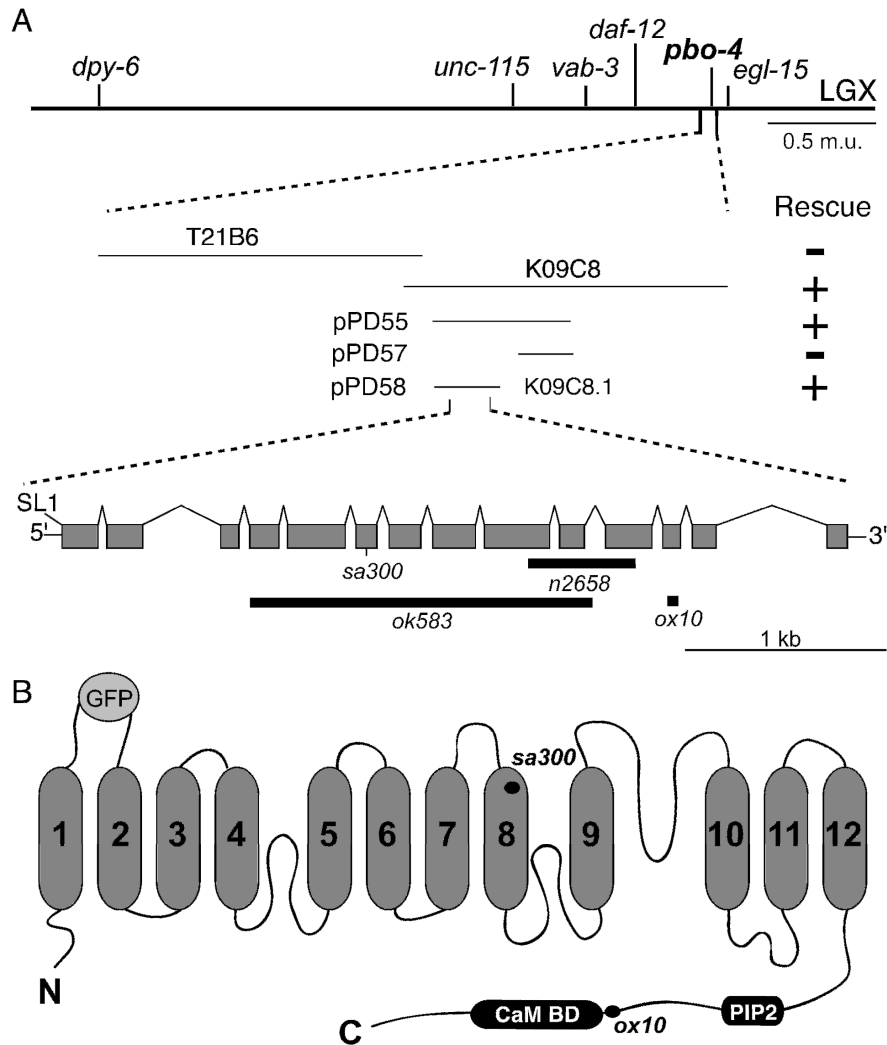 A
dpy-6 unc-115 vab-3 daf-12 pbo-4 egl-15 LGX
0.5 m.u.
Rescue
T21B6 -
K09C8 +
pPD55 +
pPD57 -
pPD58 K09C8.1 +
SL1
5' 3'
sa300 n2658
ok583 ox10
1 kb
B
GFP
sa300
1 2 3 4 5 6 7 8 9 10 11 12
N
C CaM BD ox10 PIP2